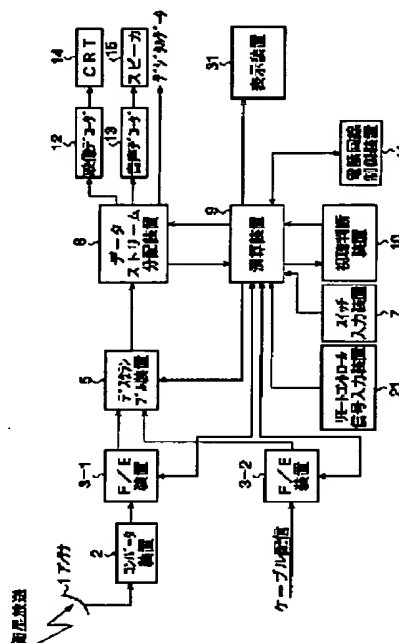 衛星放送
1 アンテナ
2
コンバータ
装置
3-1
F/E
装置
3-2
F/E
装置
ケーブル配信
5
デスクラン
ブル装置
8
データ
ストリーム
分配装置
12
映像デコーダ
13
音声デコーダ
14
CRT
15
スピーカ
デジタルデータ
9
演算装置
31
表示装置
電話回線
制御装置
10
視聴判断
装置
7
スイッチ
入力装置
21
リモートコントロール
信号入力装置